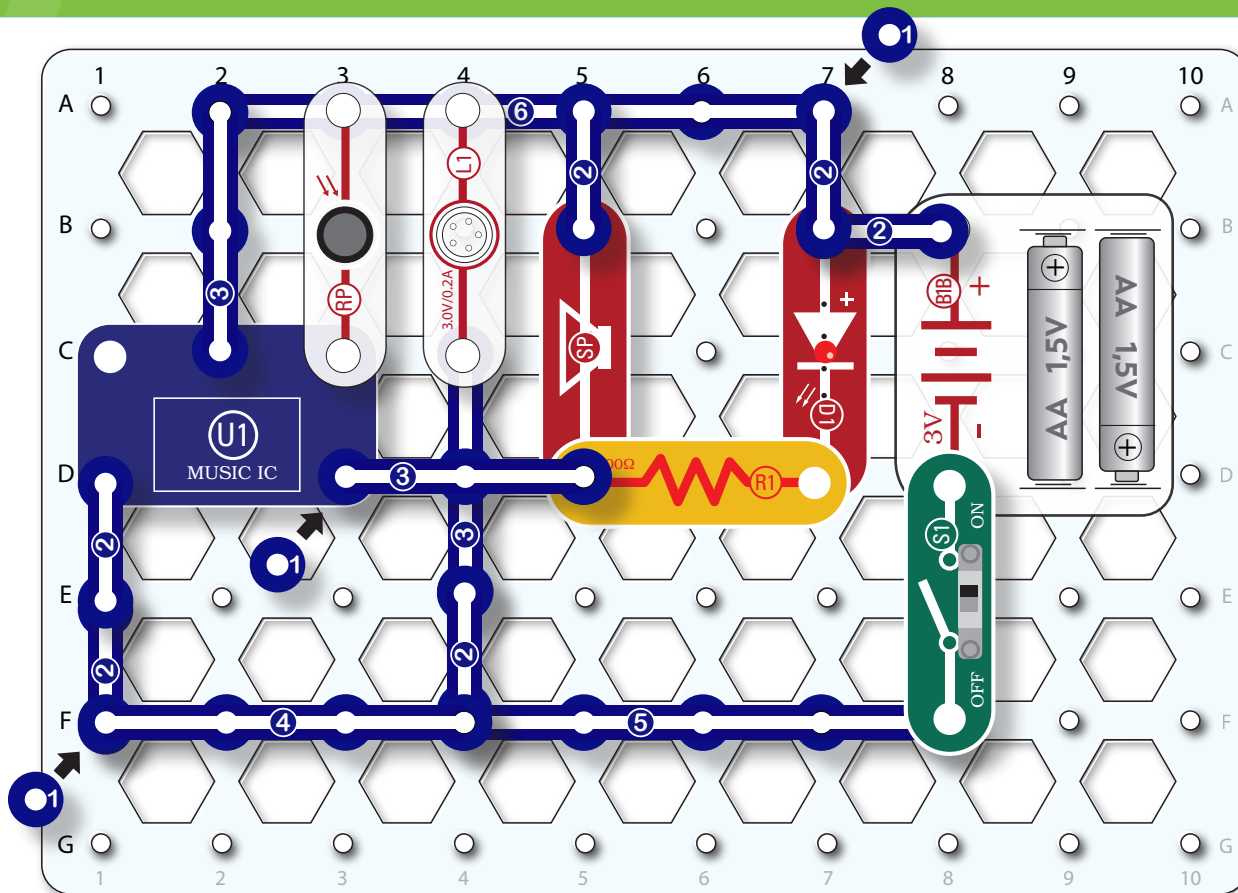 1
1 2 3 4 5 6 7 8 9 10
A A
6
L1
2
2
B B
2
3
RP
3.0V/0.2A
B1B
+
+
AA 1,5V
AA 1,5V
+
C C
SP
+
U1
MUSIC IC
D1
3V
-
+
D D
3
R1
S1
ON
2
3
1
E E
2
2
OFF
F F
4
5
1
G G
1 2 3 4 5 6 7 8 9 10